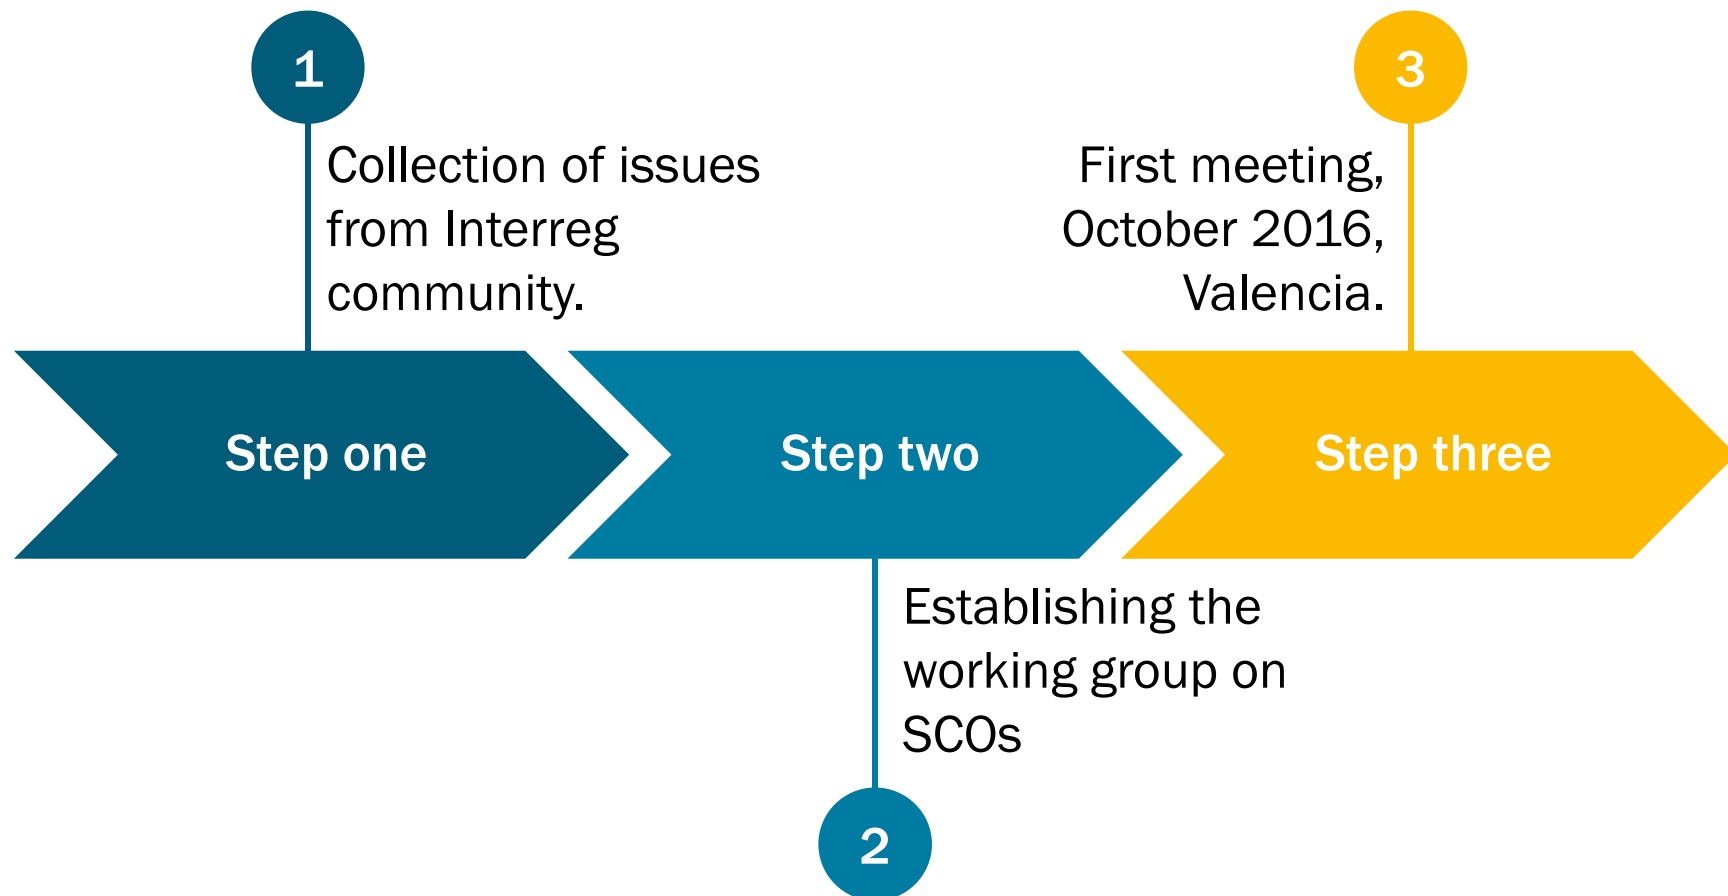 1
Collection of issues
from Interreg
community.
3
First meeting,
October 2016,
Valencia.
Step one
Step two
Step three
Establishing the
working group on
SCOs
2